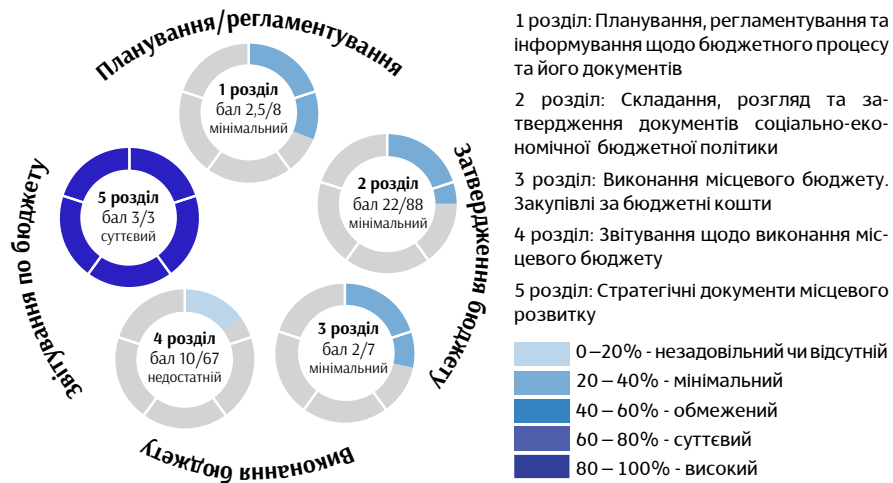 Планування/регламентування
1 розділ
бал 2,5/8
мінімальний
Затвердження бюджету
2 розділ
бал 22/88
мінімальний
Виконання бюджету
3 розділ
бал 2/7
мінімальний
4 розділ
бал 10/67
недостатній
Звітування по бюджету
5 розділ
бал 3/3
суттєвий
1 розділ: Планування, регламентування та
інформування щодо бюджетного процесу
та його документів
2 розділ: Складання, розгляд та за-
твердження документів соціально-еко-
номічної бюджетної політики
3 розділ: Виконання місцевого бюджету.
Закупівлі за бюджетні кошти
4 розділ: Звітування щодо виконання міс-
цевого бюджету
5 розділ: Стратегічні документи місцевого
розвитку
0–20% - незадовільний чи відсутній
20–40% - мінімальний
40–60% - обмежений
60–80% - суттєвий
80–100% - високий